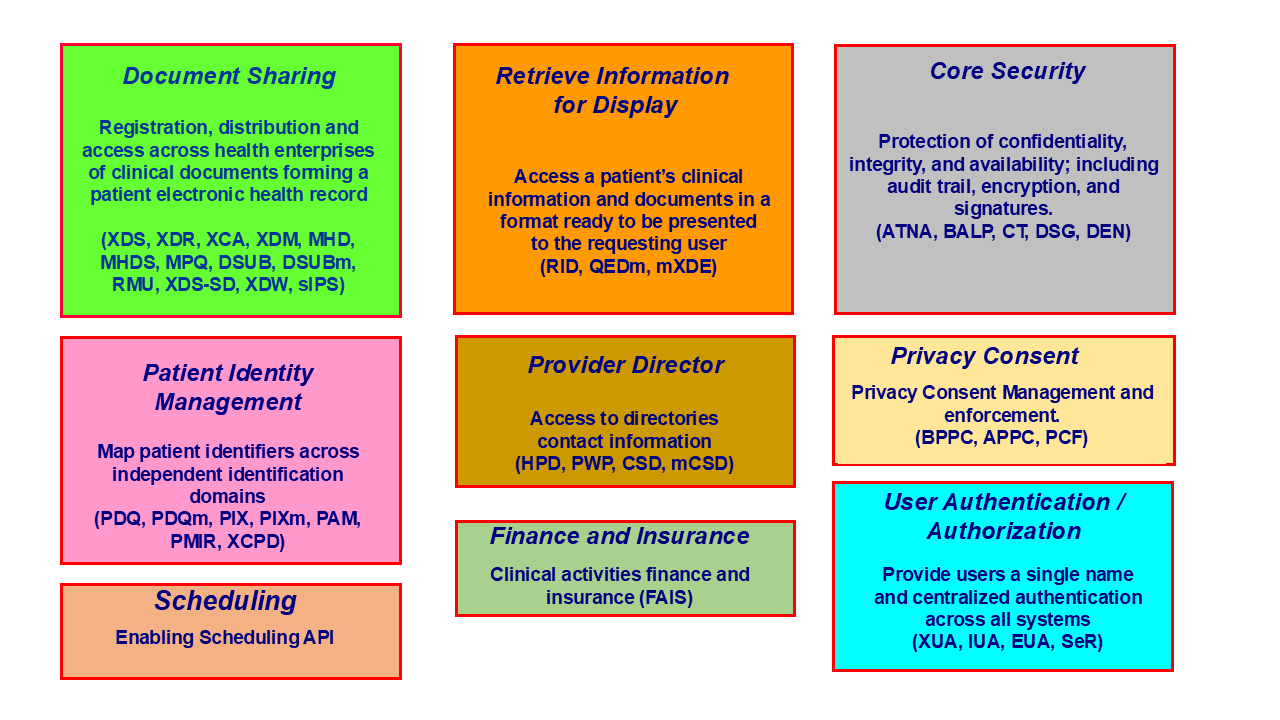 Document Sharing
Registration, distribution and
access across health enterprises
of clinical documents forming a
patient electronic health record
(XDS, XDR, XCA, XDM, MHD,
MHDS, MPQ, DSUB, DSUBm,
RMU, XDS-SD, XDW, sIPS)
Retrieve Information
for Display
Access a patient’s clinical
information and documents in a
format ready to be presented
to the requesting user
(RID, QEDm, mXDE)
Core Security
Protection of confidentiality,
integrity, and availability; including
audit trail, encryption, and
signatures.
(ATNA, BALP, CT, DSG, DEN)
Patient Identity
Management
Map patient identifiers across
independent identification
domains
(PDQ, PDQm, PIX, PIXm, PAM,
PMIR, XCPD)
Provider Director
Access to directories
contact information
(HPD, PWP, CSD, mCSD)
Privacy Consent
Privacy Consent Management and
enforcement.
(BPPC, APPC, PCF)
Scheduling
Enabling Scheduling API
Finance and Insurance
Clinical activities finance and
insurance (FAIS)
User Authentication /
Authorization
Provide users a single name
and centralized authentication
across all systems
(XUA, IUA, EUA, SeR)